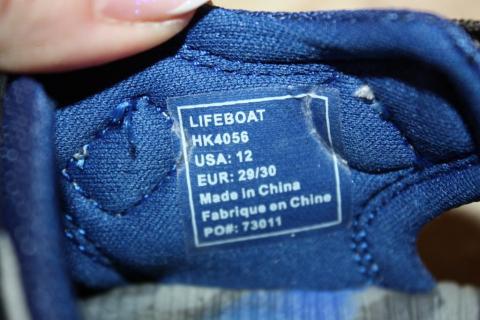 LIFEBOAT
HK4056
USA: 12
EUR: 29/30
Made in China
Fabrique en Chine
PO#: 73011